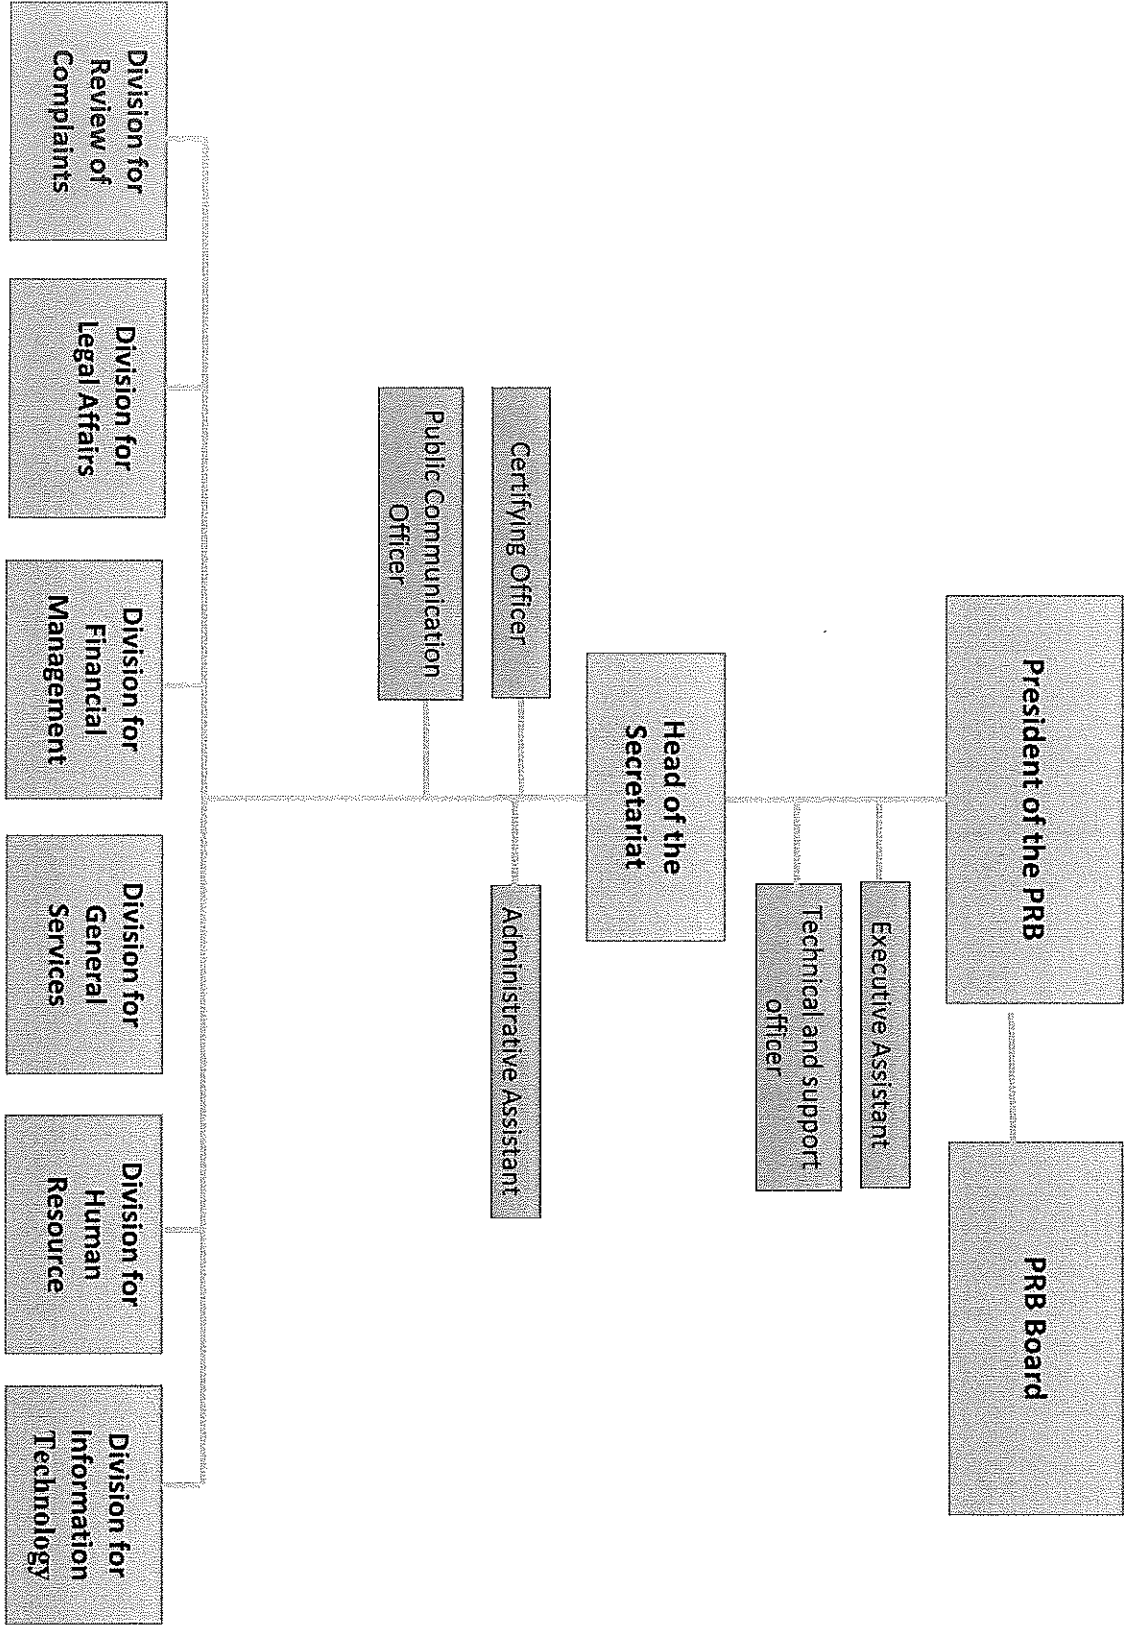 President of the PRB
PRB Board
Executive Assistant
Technical and support
officer
Head of the
Secretariat
Certifying Officer
Administrative Assistant
Public Communication
Officer
Division for
Review of
Complaints
Division for
Legal Affairs
Division for
Financial
Management
Division for
General
Services
Division for
Human
Resource
Division for
Information
Technology